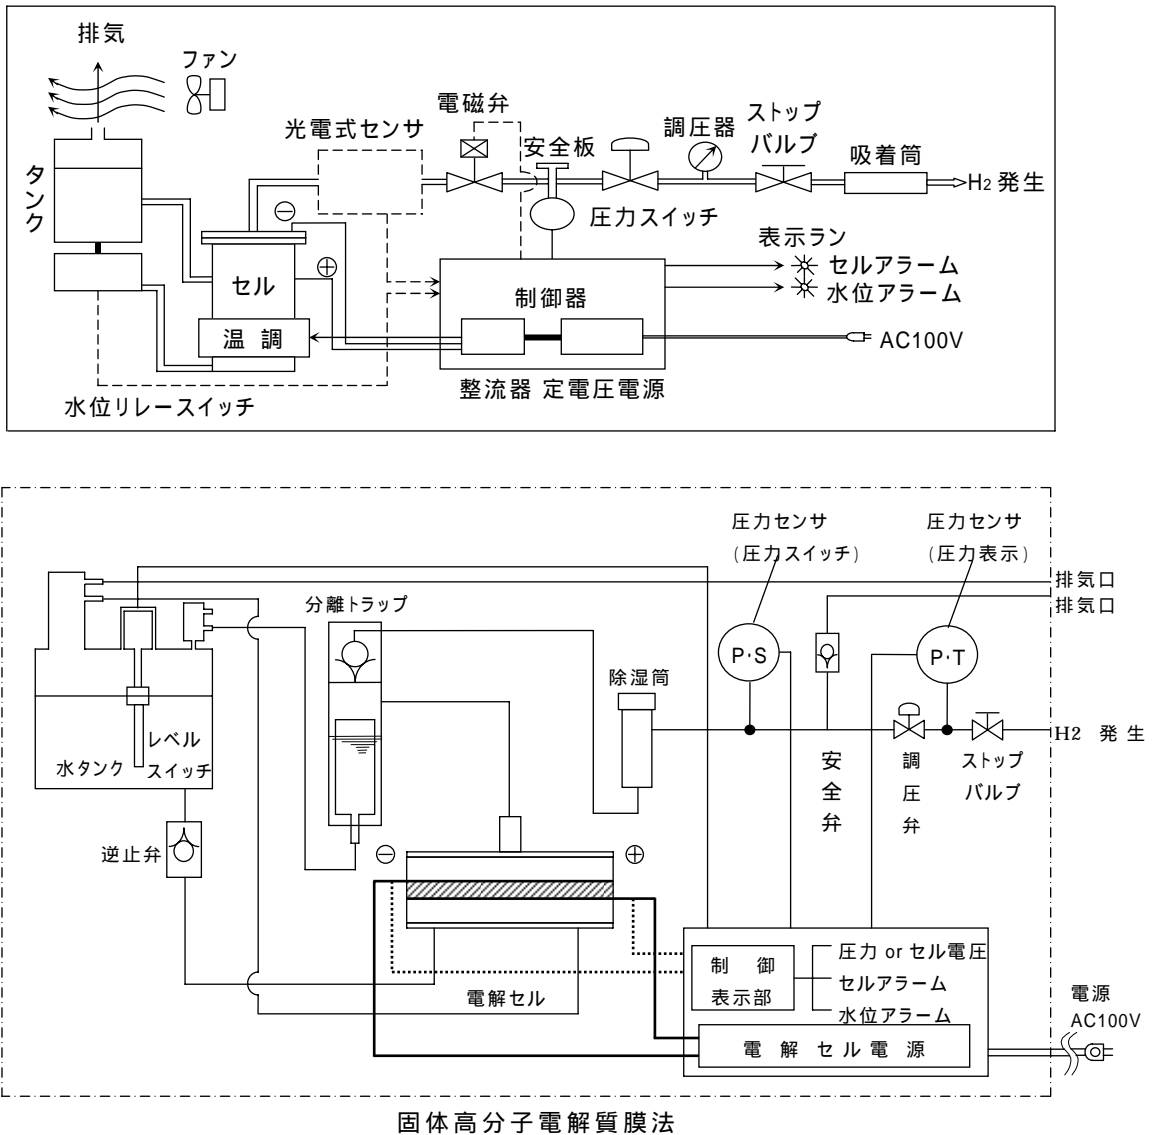 排気
ファン
電磁弁
光電式センサ
安全板
調圧器
ストップ
バルブ
吸着筒
H2 発生
タンク
⊖
圧力スイッチ
表示ラン
⊕
セル
セルアラーム
水位アラーム
制御器
温 調
AC100V
整流器 定電圧電源
水位リレースイッチ
圧力センサ
(圧力スイッチ)
圧力センサ
(圧力表示)
排気口
排気口
分離トラップ
P·S
P·T
除湿筒
H2 発生
レベル
スイッチ
水タンク
安全弁
調圧弁
ストップ
バルブ
逆止弁
⊖
⊕
圧力 or セル電圧
制 御
表示部
セルアラーム
水位アラーム
電解セル
電源
AC100V
電 解 セ ル 電 源
固体高分子電解質膜法